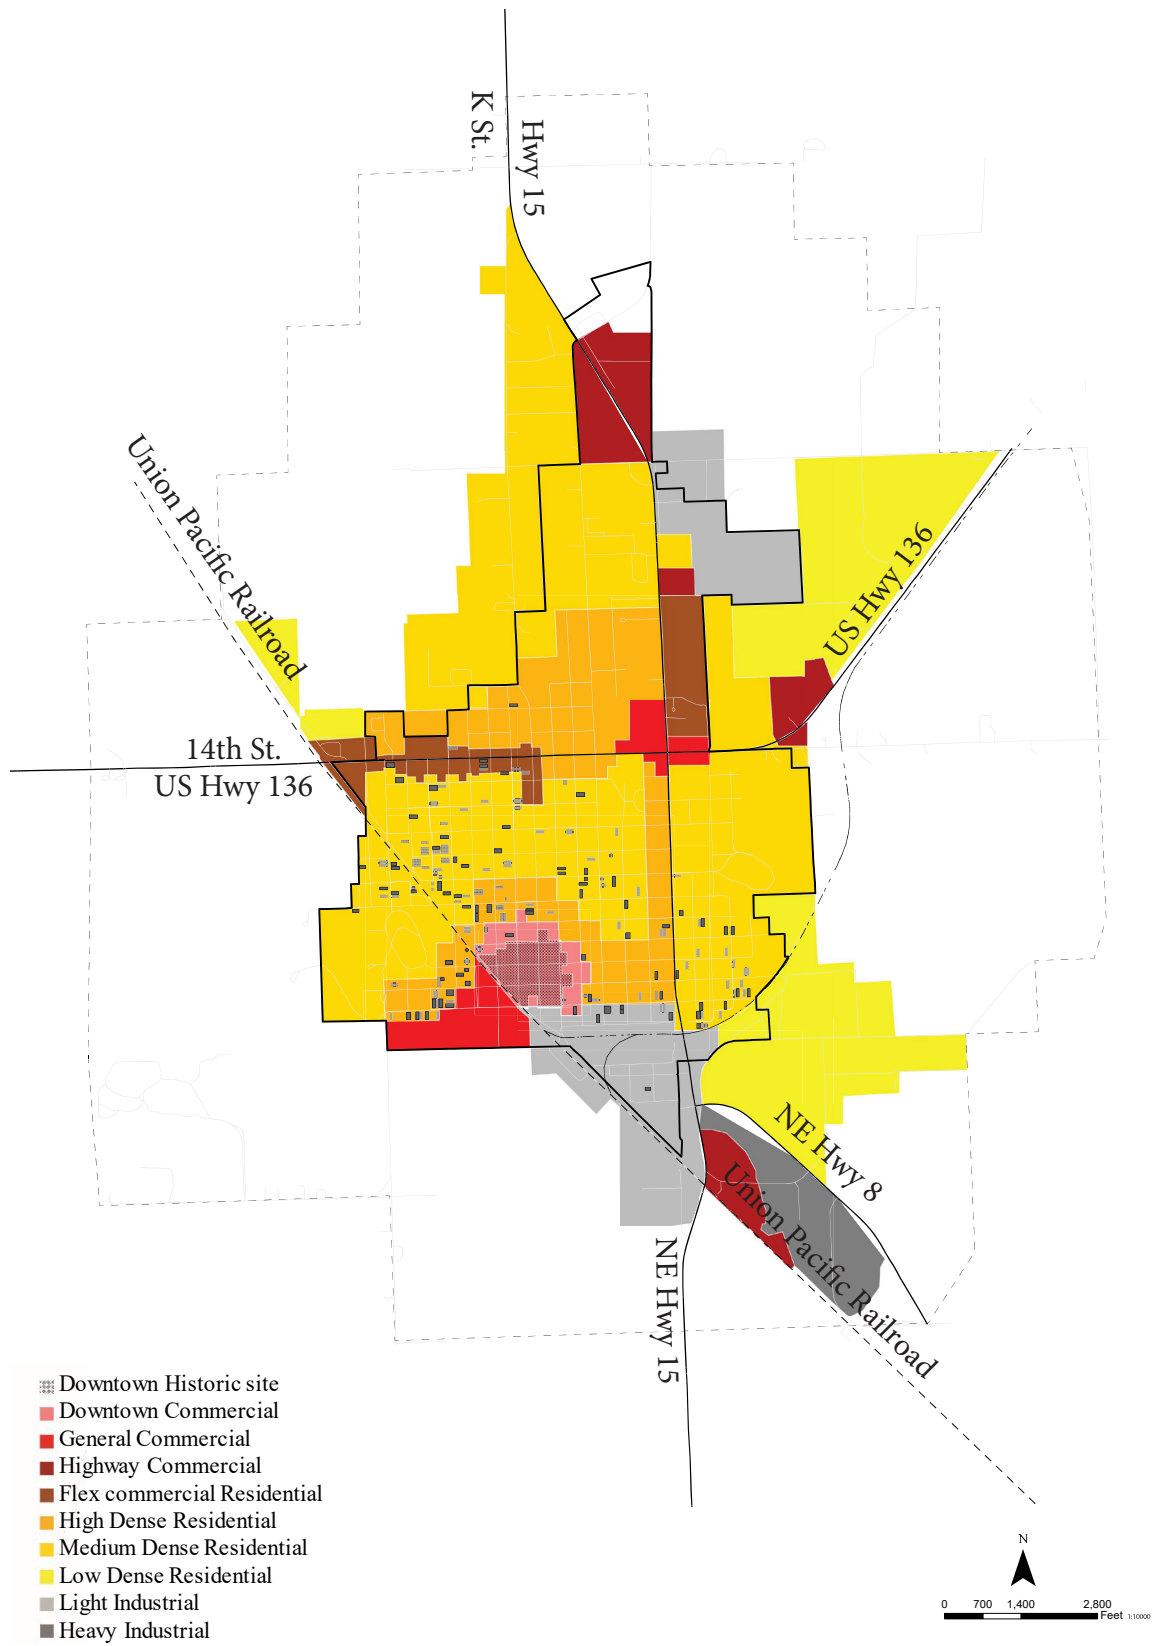 K St.
Hwy 15
Union Pacific Railroad
US Hwy 136
14th St.
US Hwy 136
NE Hwy 8
Union Pacific Railroad
NE Hwy 15
Downtown Historic site
Downtown Commercial
General Commercial
Highway Commercial
Flex commercial Residential
High Dense Residential
Medium Dense Residential
Low Dense Residential
Light Industrial
Heavy Industrial
N
0 700 1,400 2,800
Feet 1:10000